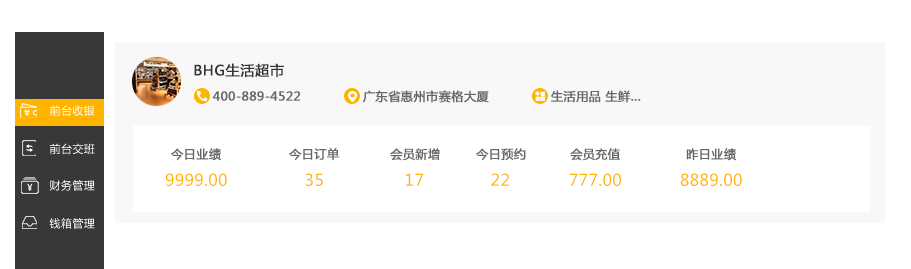 前台收银
前台交班
财务管理
钱箱管理
BHG生活超市
400-889-4522 广东省惠州市赛格大厦 生活用品 生鲜...
今日业绩 今日订单 会员新增 今日预约 会员充值 昨日业绩
9999.00 35 17 22 777.00 8889.00